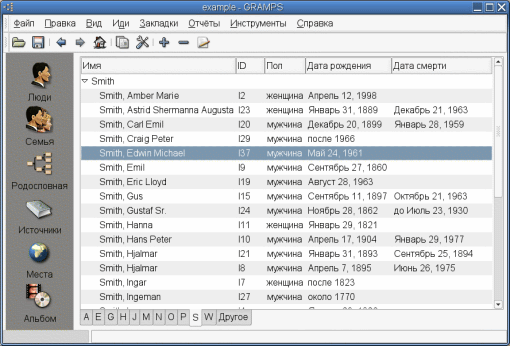 example - GRAMPS
Файл Правка Вид Иди Закладки Отчёты Инструменты Справка
Люди
Семья
Родословная
Источники
Места
Альбом
Имя ID Пол Дата рождения Дата смерти
Smith
Smith, Amber Marie I2 женщина Апрель 12, 1998
Smith, Astrid Shermanna Augusta I23 женщина Январь 31, 1889 Декабрь 21, 1963
Smith, Carl Emil I20 мужчина Декабрь 20, 1899 Январь 28, 1959
Smith, Craig Peter I29 мужчина после 1966
Smith, Edwin Michael I37 мужчина Май 24, 1961
Smith, Emil I9 мужчина Сентябрь 27, 1860
Smith, Eric Lloyd I19 мужчина Август 28, 1963
Smith, Gus I15 мужчина Сентябрь 11, 1897 Октябрь 21, 1963
Smith, Gustaf Sr. I24 мужчина Ноябрь 28, 1862 до Июль 23, 1930
Smith, Hanna I11 женщина Январь 29, 1821
Smith, Hans Peter I10 мужчина Апрель 17, 1904 Январь 29, 1977
Smith, Hjalmar I21 мужчина Январь 31, 1893 Сентябрь 25, 1894
Smith, Hjalmar I8 мужчина Апрель 7, 1895 Июнь 26, 1975
Smith, Ingar I7 женщина после 1823
Smith, Ingeman I27 мужчина около 1770
A E G H J M N O P S W Другое